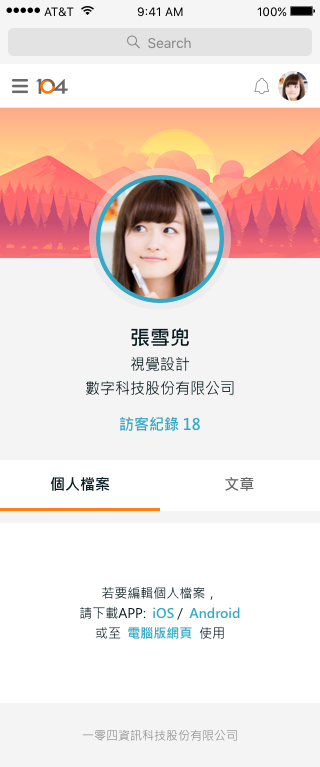 AT&T 9:41 AM 100%
Search
104
張雪兜
視覺設計
數字科技股份有限公司
訪客紀錄 18
個人檔案 文章
若要編輯個人檔案，
請下載APP: iOS / Android
或至 電腦版網頁 使用
一零四資訊科技股份有限公司